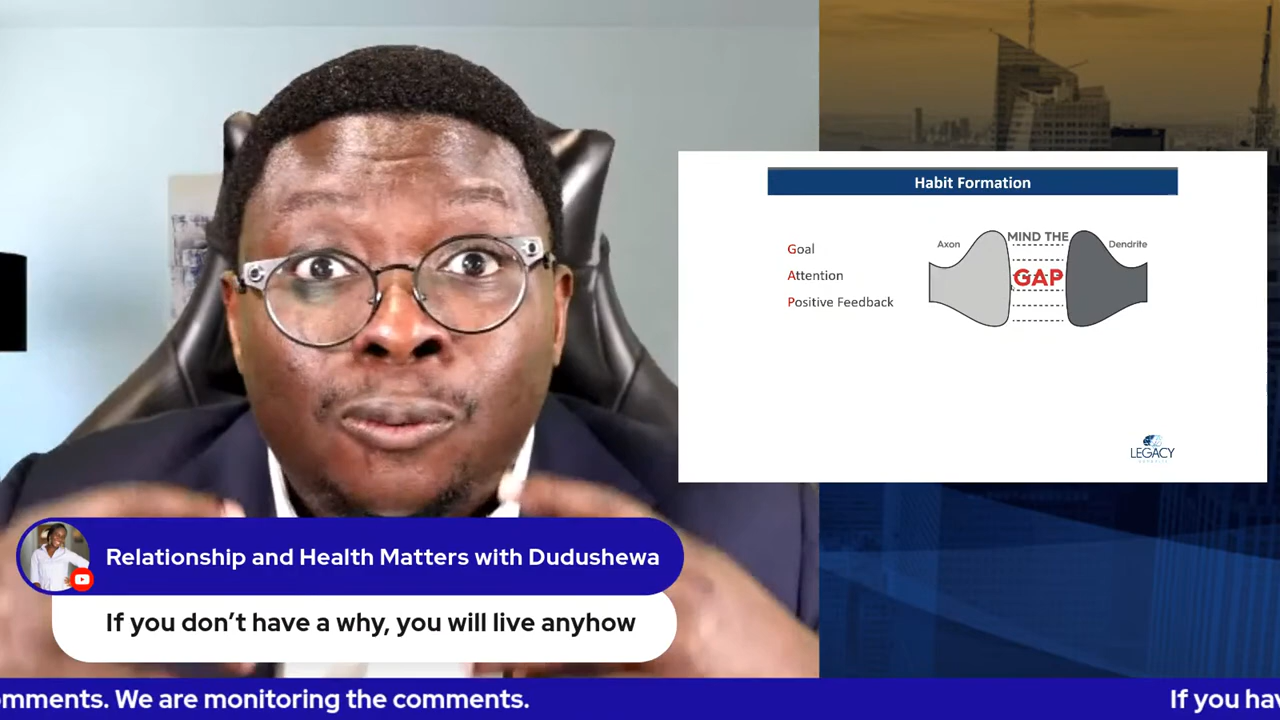 Habit Formation
Goal
Attention
Positive Feedback
Axon
MIND THE
GAP
Dendrite
LEGACY
Relationship and Health Matters with Dudushewa
If you don't have a why, you will live anyhow
omments. We are monitoring the comments.
If you hav